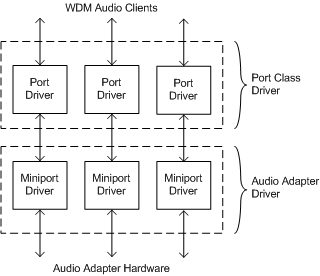 WDM Audio Clients
Port Port Port
Driver Driver Driver
Port Class
Driver
Miniport Miniport Miniport
Driver Driver Driver
Audio Adapter
Driver
Audio Adapter Hardware